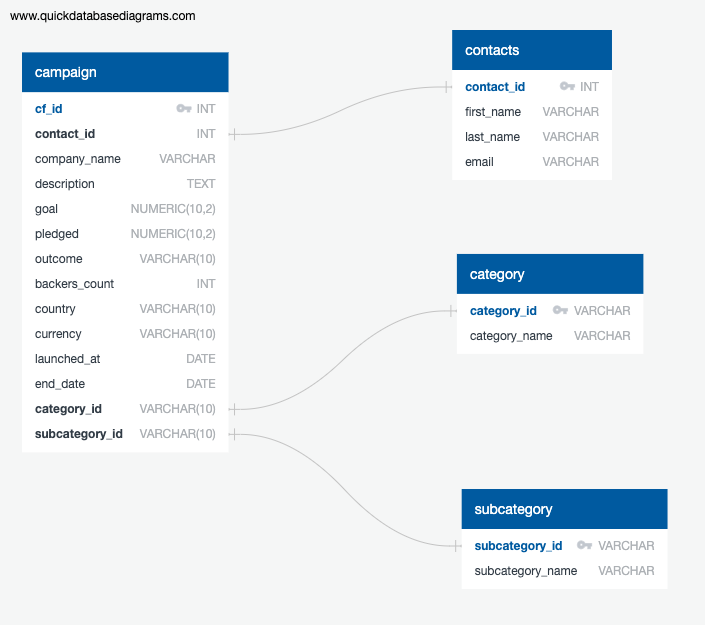 www.quickdatabasediagrams.com
campaign
cf_id INT
contact_id INT
company_name VARCHAR
description TEXT
goal NUMERIC(10,2)
pledged NUMERIC(10,2)
outcome VARCHAR(10)
backers_count INT
country VARCHAR(10)
currency VARCHAR(10)
launched_at DATE
end_date DATE
category_id VARCHAR(10)
subcategory_id VARCHAR(10)
contacts
contact_id INT
first_name VARCHAR
last_name VARCHAR
email VARCHAR
category
category_id VARCHAR
category_name VARCHAR
subcategory
subcategory_id VARCHAR
subcategory_name VARCHAR